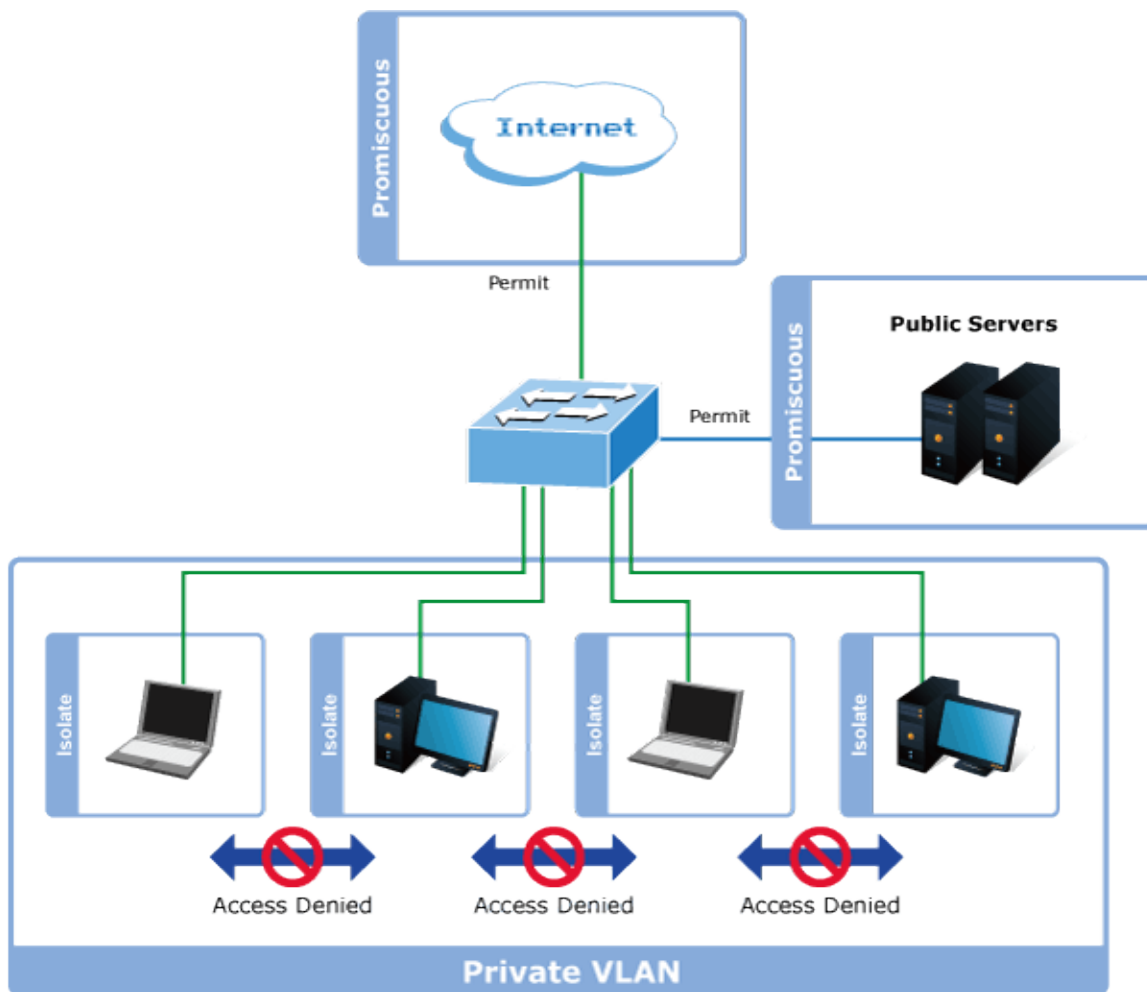 Promiscuous
Internet
Permit
Promiscuous
Public Servers
Permit
Isolate
Isolate
Isolate
Isolate
Access Denied
Access Denied
Access Denied
Private VLAN